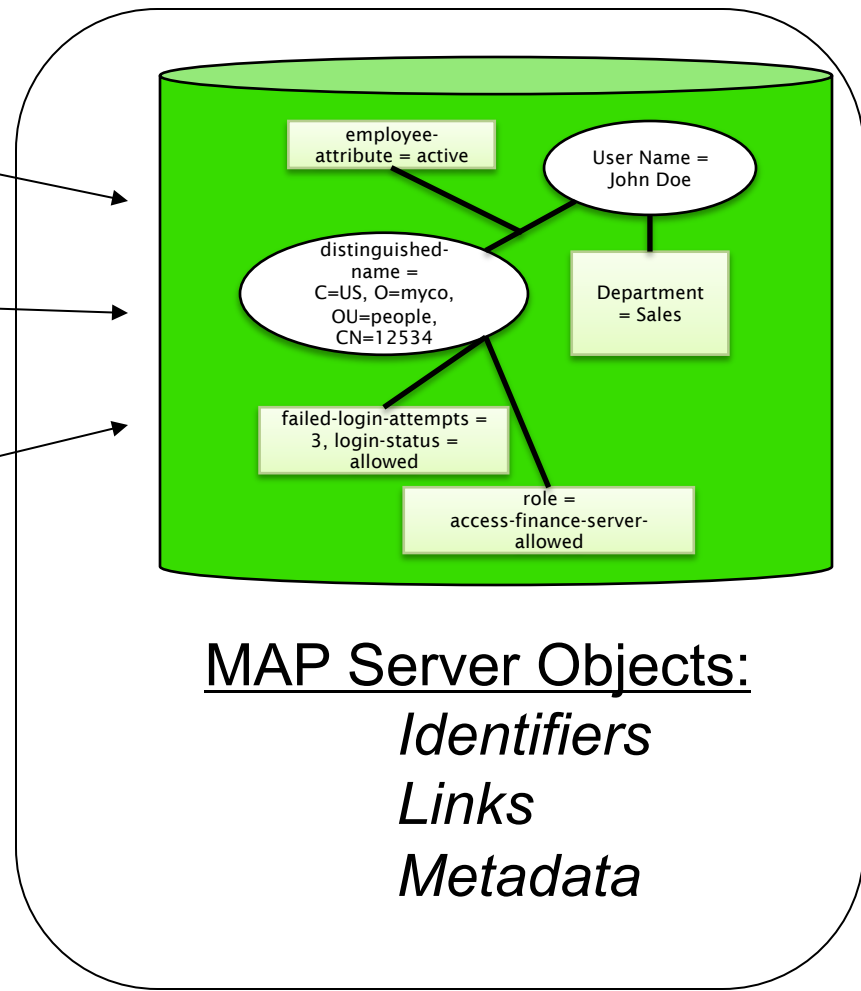 employee-
attribute = active
User Name =
John Doe
distinguished-
name =
C=US, O=myco,
OU=people,
CN=12534
Department
= Sales
failed-login-attempts =
3, login-status =
allowed
role =
access-finance-server-
allowed
MAP Server Objects:
Identifiers
Links
Metadata